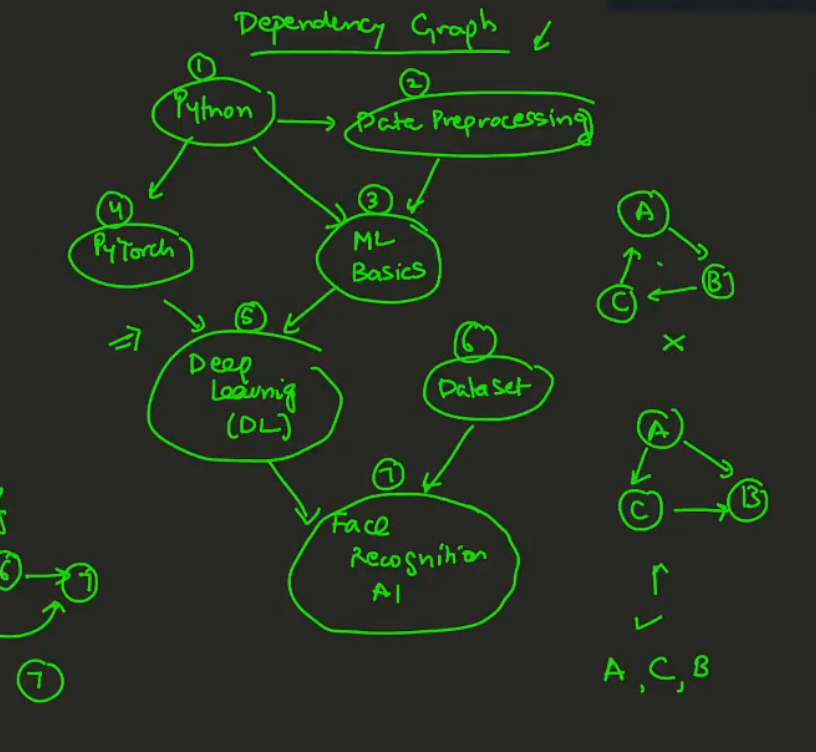 Dependency Graph
1
2
Python
Data Preprocessing
4
3
PyTorch
ML
Basics
5
Deep
Learnig
(DL)
6
Dataset
7
Face
Recognition
AI
A
B
C
x
A
C
B
A, C, B
6
7
7